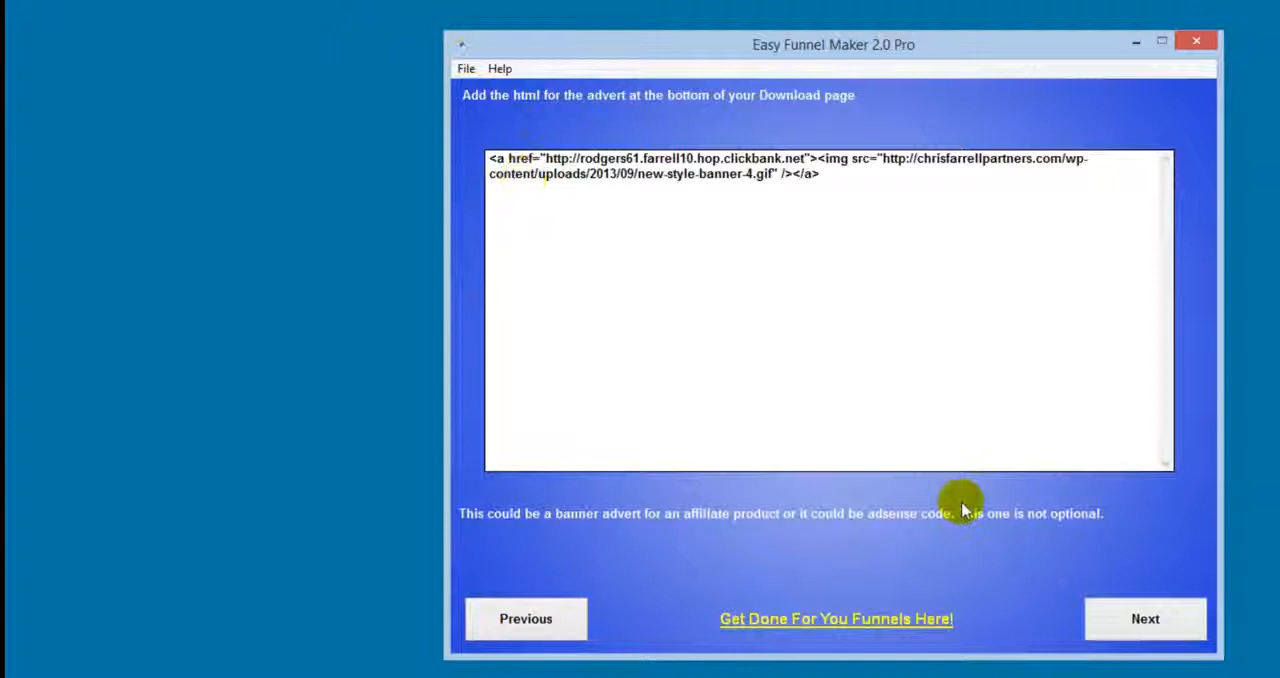 Easy Funnel Maker 2.0 Pro
File Help
Add the html for the advert at the bottom of your Download page
<a href="http://rodgers61.farrell10.hop.clickbank.net"><img src="http://chrisfarrellpartners.com/wp-
content/uploads/2013/09/new-style-banner-4.gif" /></a>
This could be a banner advert for an affiliate product or it could be adsense code. This one is not optional.
Previous
Get Done For You Funnels Here!
Next